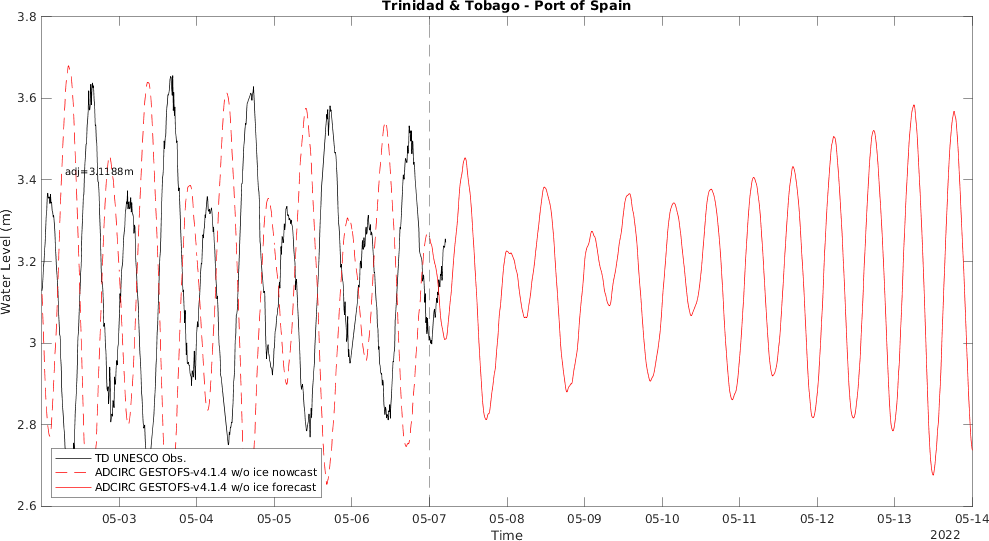 Trinidad & Tobago - Port of Spain
3.8
3.6
3.4
3.2
3
2.8
2.6
Water Level (m)
adj=3.1188m
TD UNESCO Obs.
ADCIRC GESTOFS-v4.1.4 w/o ice nowcast
ADCIRC GESTOFS-v4.1.4 w/o ice forecast
05-03 05-04 05-05 05-06 05-07 05-08 05-09 05-10 05-11 05-12 05-13 05-14
Time
2022